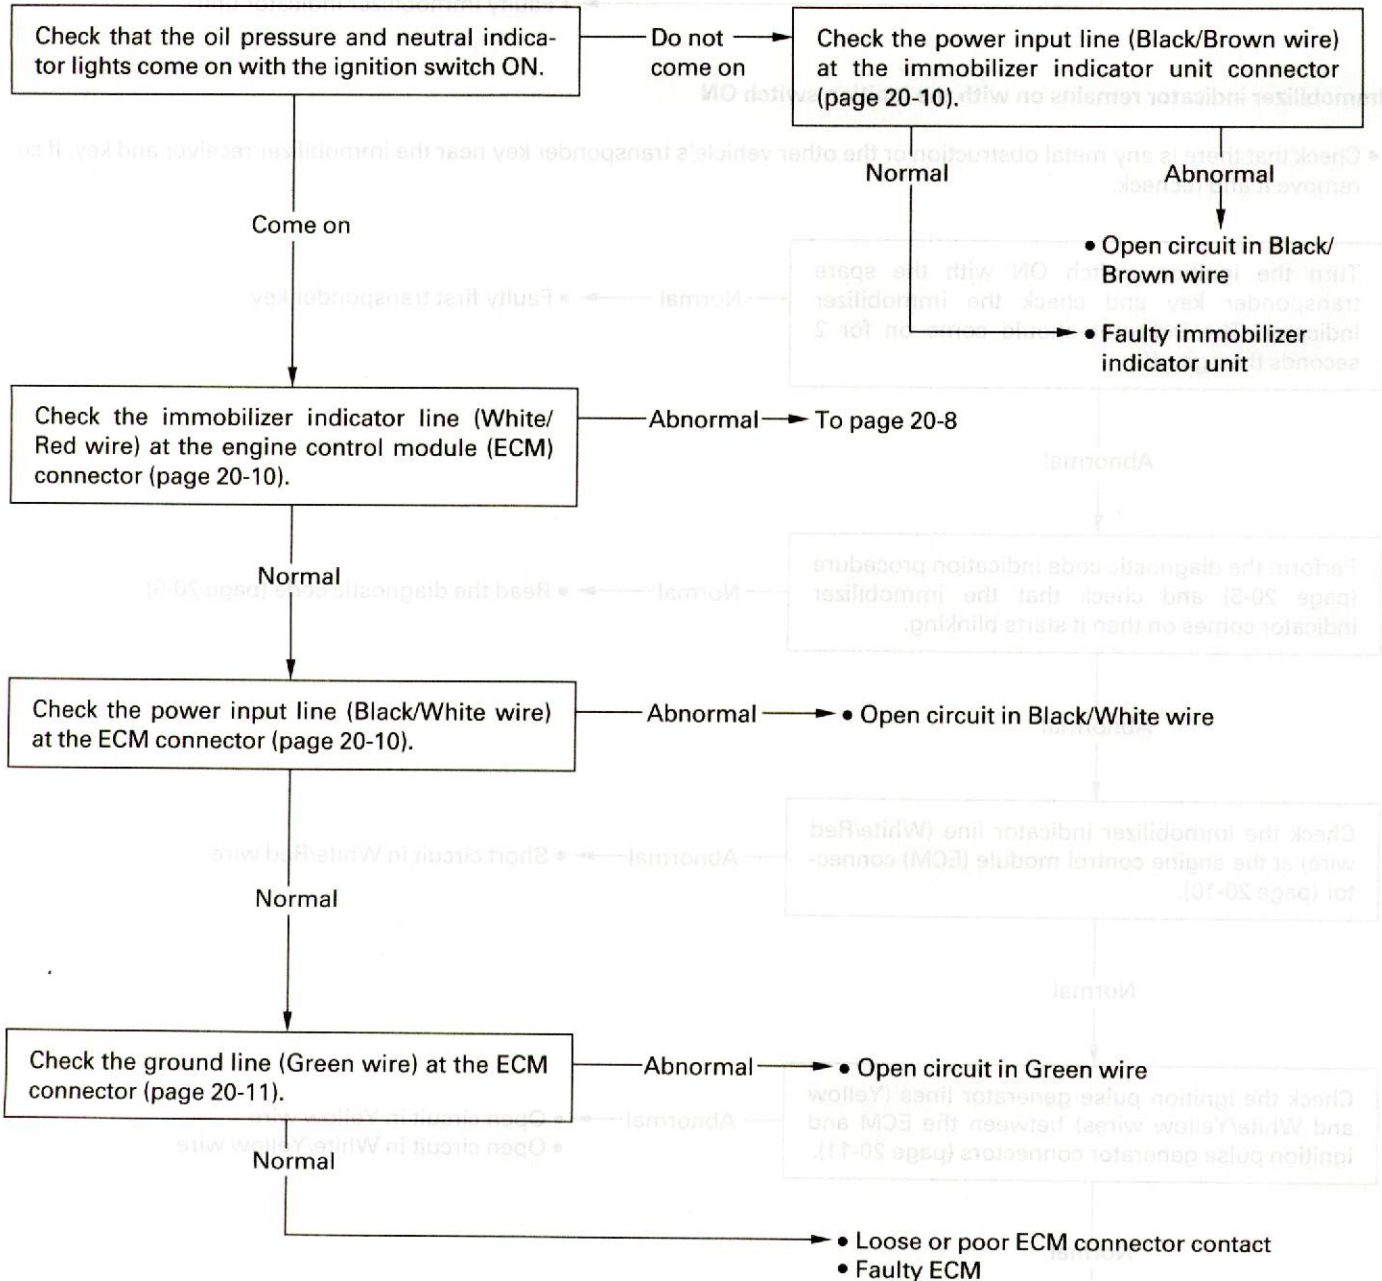 Check that the oil pressure and neutral indica-
tor lights come on with the ignition switch ON.
Do not
come on
Check the power input line (Black/Brown wire)
at the immobilizer indicator unit connector
(page 20-10).
Normal
Abnormal
Come on
• Open circuit in Black/
Brown wire
• Faulty immobilizer
indicator unit
Check the immobilizer indicator line (White/
Red wire) at the engine control module (ECM)
connector (page 20-10).
Abnormal
To page 20-8
Normal
Check the power input line (Black/White wire)
at the ECM connector (page 20-10).
Abnormal
• Open circuit in Black/White wire
Normal
Check the ground line (Green wire) at the ECM
connector (page 20-11).
Abnormal
• Open circuit in Green wire
Normal
• Loose or poor ECM connector contact
• Faulty ECM